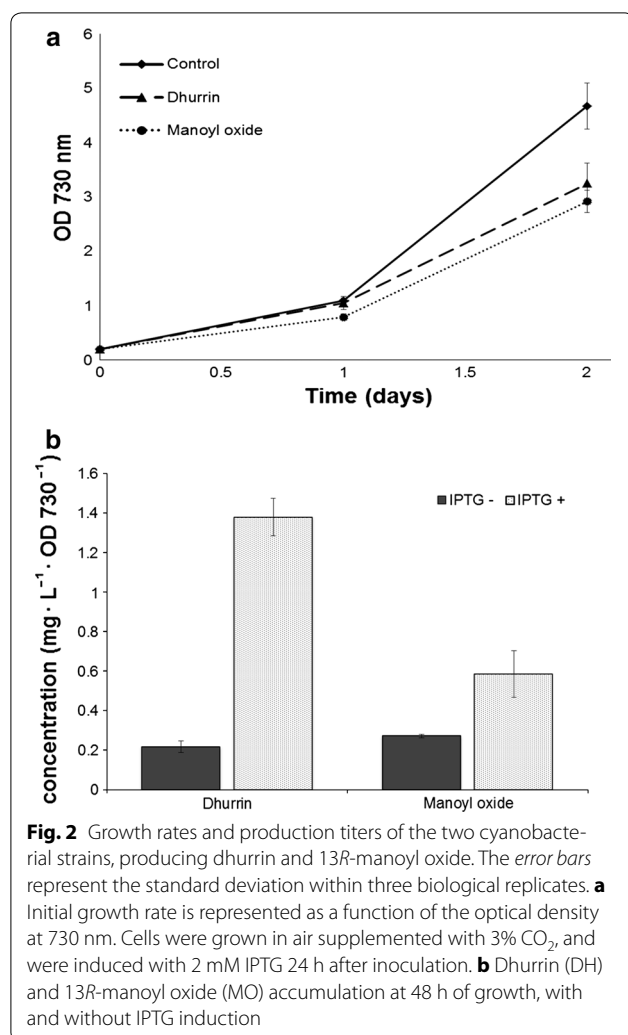 a
6
5
4
3
2
1
0
OD 730 nm
Control
Dhurrin
Manoyl oxide
0 0.5 1 1.5 2
Time (days)
b
1.6
1.4
1.2
1
0.8
0.6
0.4
0.2
0
concentration (mg· L⁻¹ · OD 730⁻¹)
IPTG - IPTG +
Dhurrin Manoyl oxide
Fig. 2 Growth rates and production titers of the two cyanobacte-
rial strains, producing dhurrin and 13R-manoyl oxide. The error bars
represent the standard deviation within three biological replicates. a
Initial growth rate is represented as a function of the optical density
at 730 nm. Cells were grown in air supplemented with 3% CO₂, and
were induced with 2 mM IPTG 24 h after inoculation. b Dhurrin (DH)
and 13R-manoyl oxide (MO) accumulation at 48 h of growth, with
and without IPTG induction